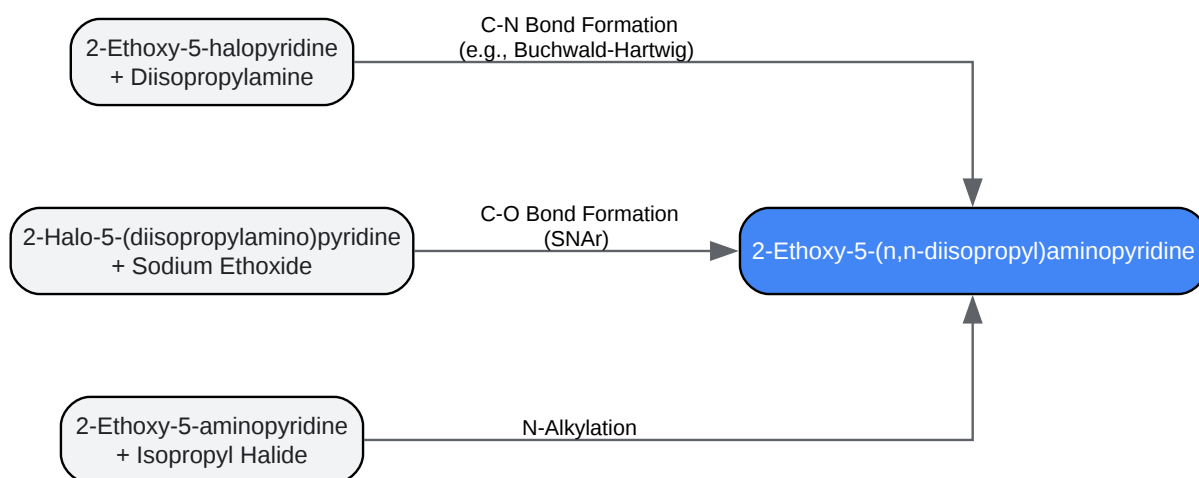 2-Ethoxy-5-halopyridine
+ Diisopropylamine
C-N Bond Formation
(e.g., Buchwald-Hartwig)
2-Halo-5-(diisopropylamino)pyridine
+ Sodium Ethoxide
C-O Bond Formation
(SNAr)
2-Ethoxy-5-(n,n-diisopropyl)aminopyridine
2-Ethoxy-5-aminopyridine
+ Isopropyl Halide
N-Alkylation